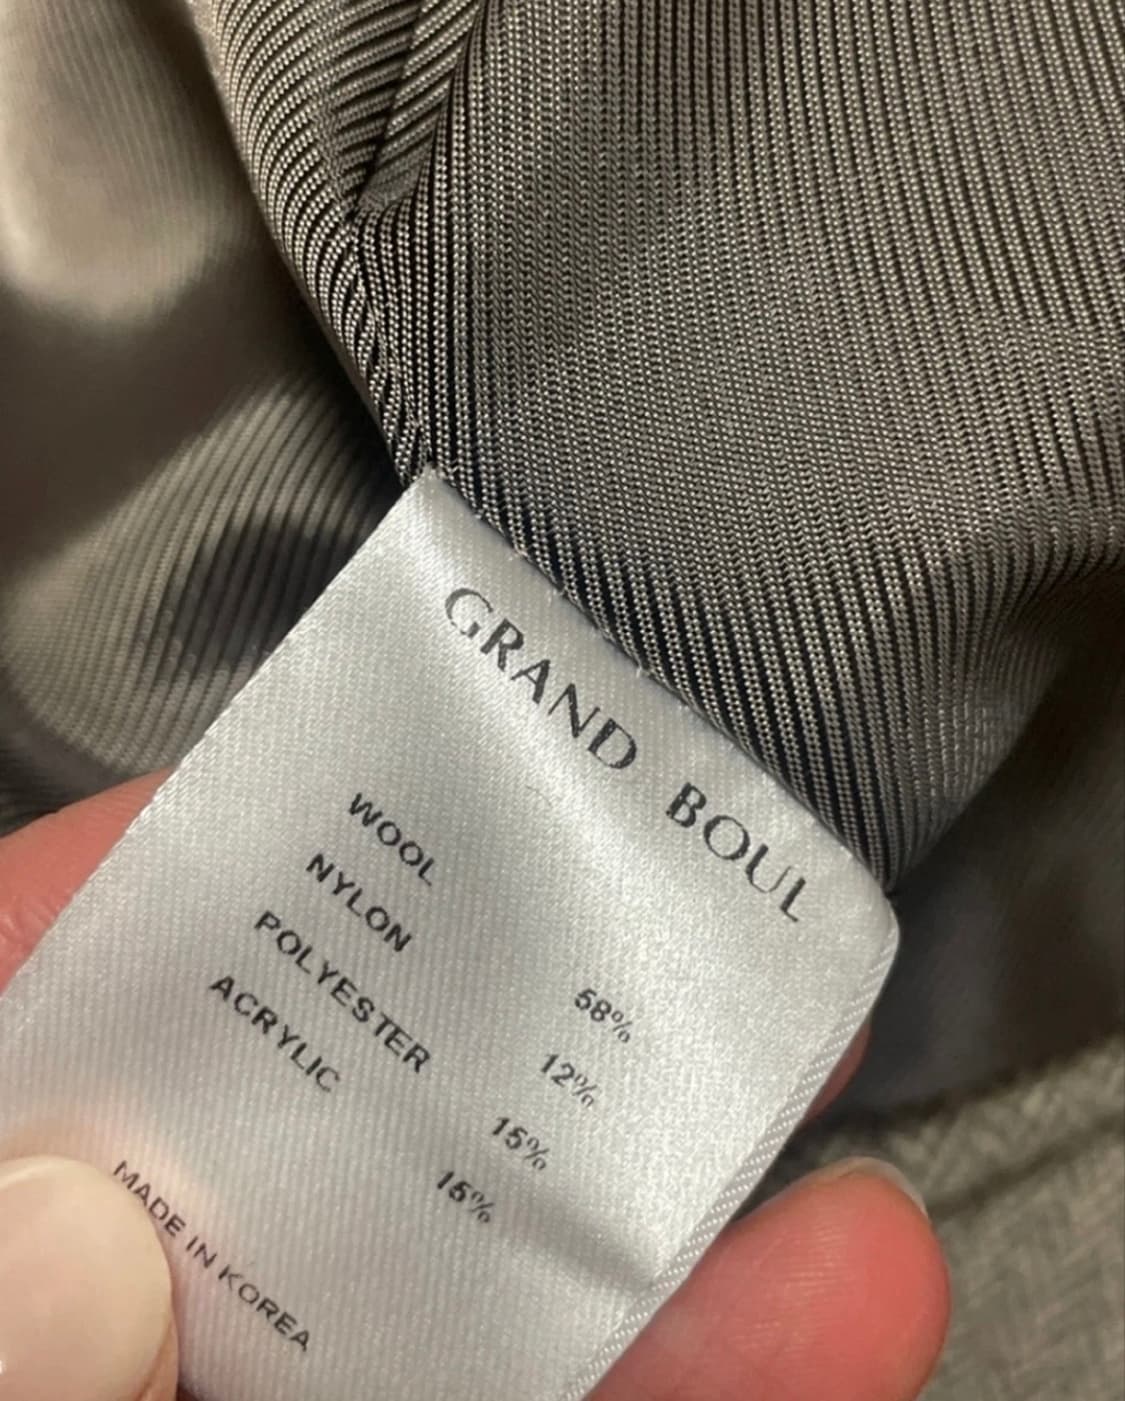 GRAND BOUL
WOOL 58%
NYLON 12%
POLYESTER 15%
ACRYLIC 15%
MADE IN KOREA